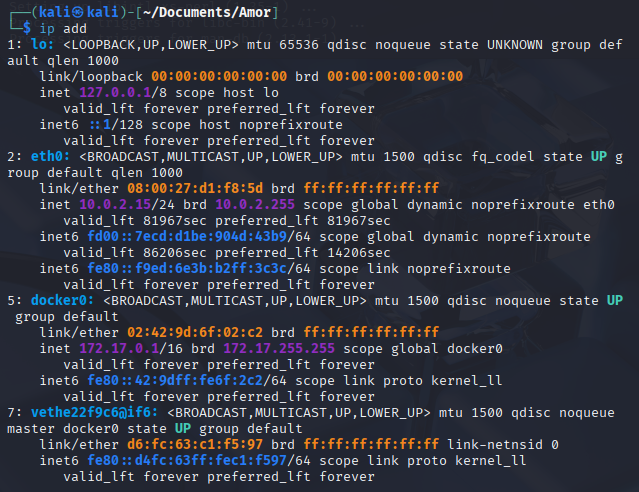 ┌──(kali㉿kali)-[~/Documents/Amor]
└─$ ip add
1: lo: <LOOPBACK,UP,LOWER_UP> mtu 65536 qdisc noqueue state UNKNOWN group def
ault qlen 1000
    link/loopback 00:00:00:00:00:00 brd 00:00:00:00:00:00
    inet 127.0.0.1/8 scope host lo
       valid_lft forever preferred_lft forever
    inet6 ::1/128 scope host noprefixroute
       valid_lft forever preferred_lft forever
2: eth0: <BROADCAST,MULTICAST,UP,LOWER_UP> mtu 1500 qdisc fq_codel state UP g
roup default qlen 1000
    link/ether 08:00:27:d1:f8:5d brd ff:ff:ff:ff:ff:ff
    inet 10.0.2.15/24 brd 10.0.2.255 scope global dynamic noprefixroute eth0
       valid_lft 81967sec preferred_lft 81967sec
    inet6 fd00::7ecd:d1be:904d:43b9/64 scope global dynamic noprefixroute
       valid_lft 86206sec preferred_lft 14206sec
    inet6 fe80::f9ed:6e3b:b2ff:3c3c/64 scope link noprefixroute
       valid_lft forever preferred_lft forever
5: docker0: <BROADCAST,MULTICAST,UP,LOWER_UP> mtu 1500 qdisc noqueue state UP
 group default
    link/ether 02:42:9d:6f:02:c2 brd ff:ff:ff:ff:ff:ff
    inet 172.17.0.1/16 brd 172.17.255.255 scope global docker0
       valid_lft forever preferred_lft forever
    inet6 fe80::42:9dff:fe6f:2c2/64 scope link proto kernel_ll
       valid_lft forever preferred_lft forever
7: vethe22f9c6@if6: <BROADCAST,MULTICAST,UP,LOWER_UP> mtu 1500 qdisc noqueue
master docker0 state UP group default
    link/ether d6:fc:63:c1:f5:97 brd ff:ff:ff:ff:ff:ff link-netnsid 0
    inet6 fe80::d4fc:63ff:fec1:f597/64 scope link proto kernel_ll
       valid_lft forever preferred_lft forever